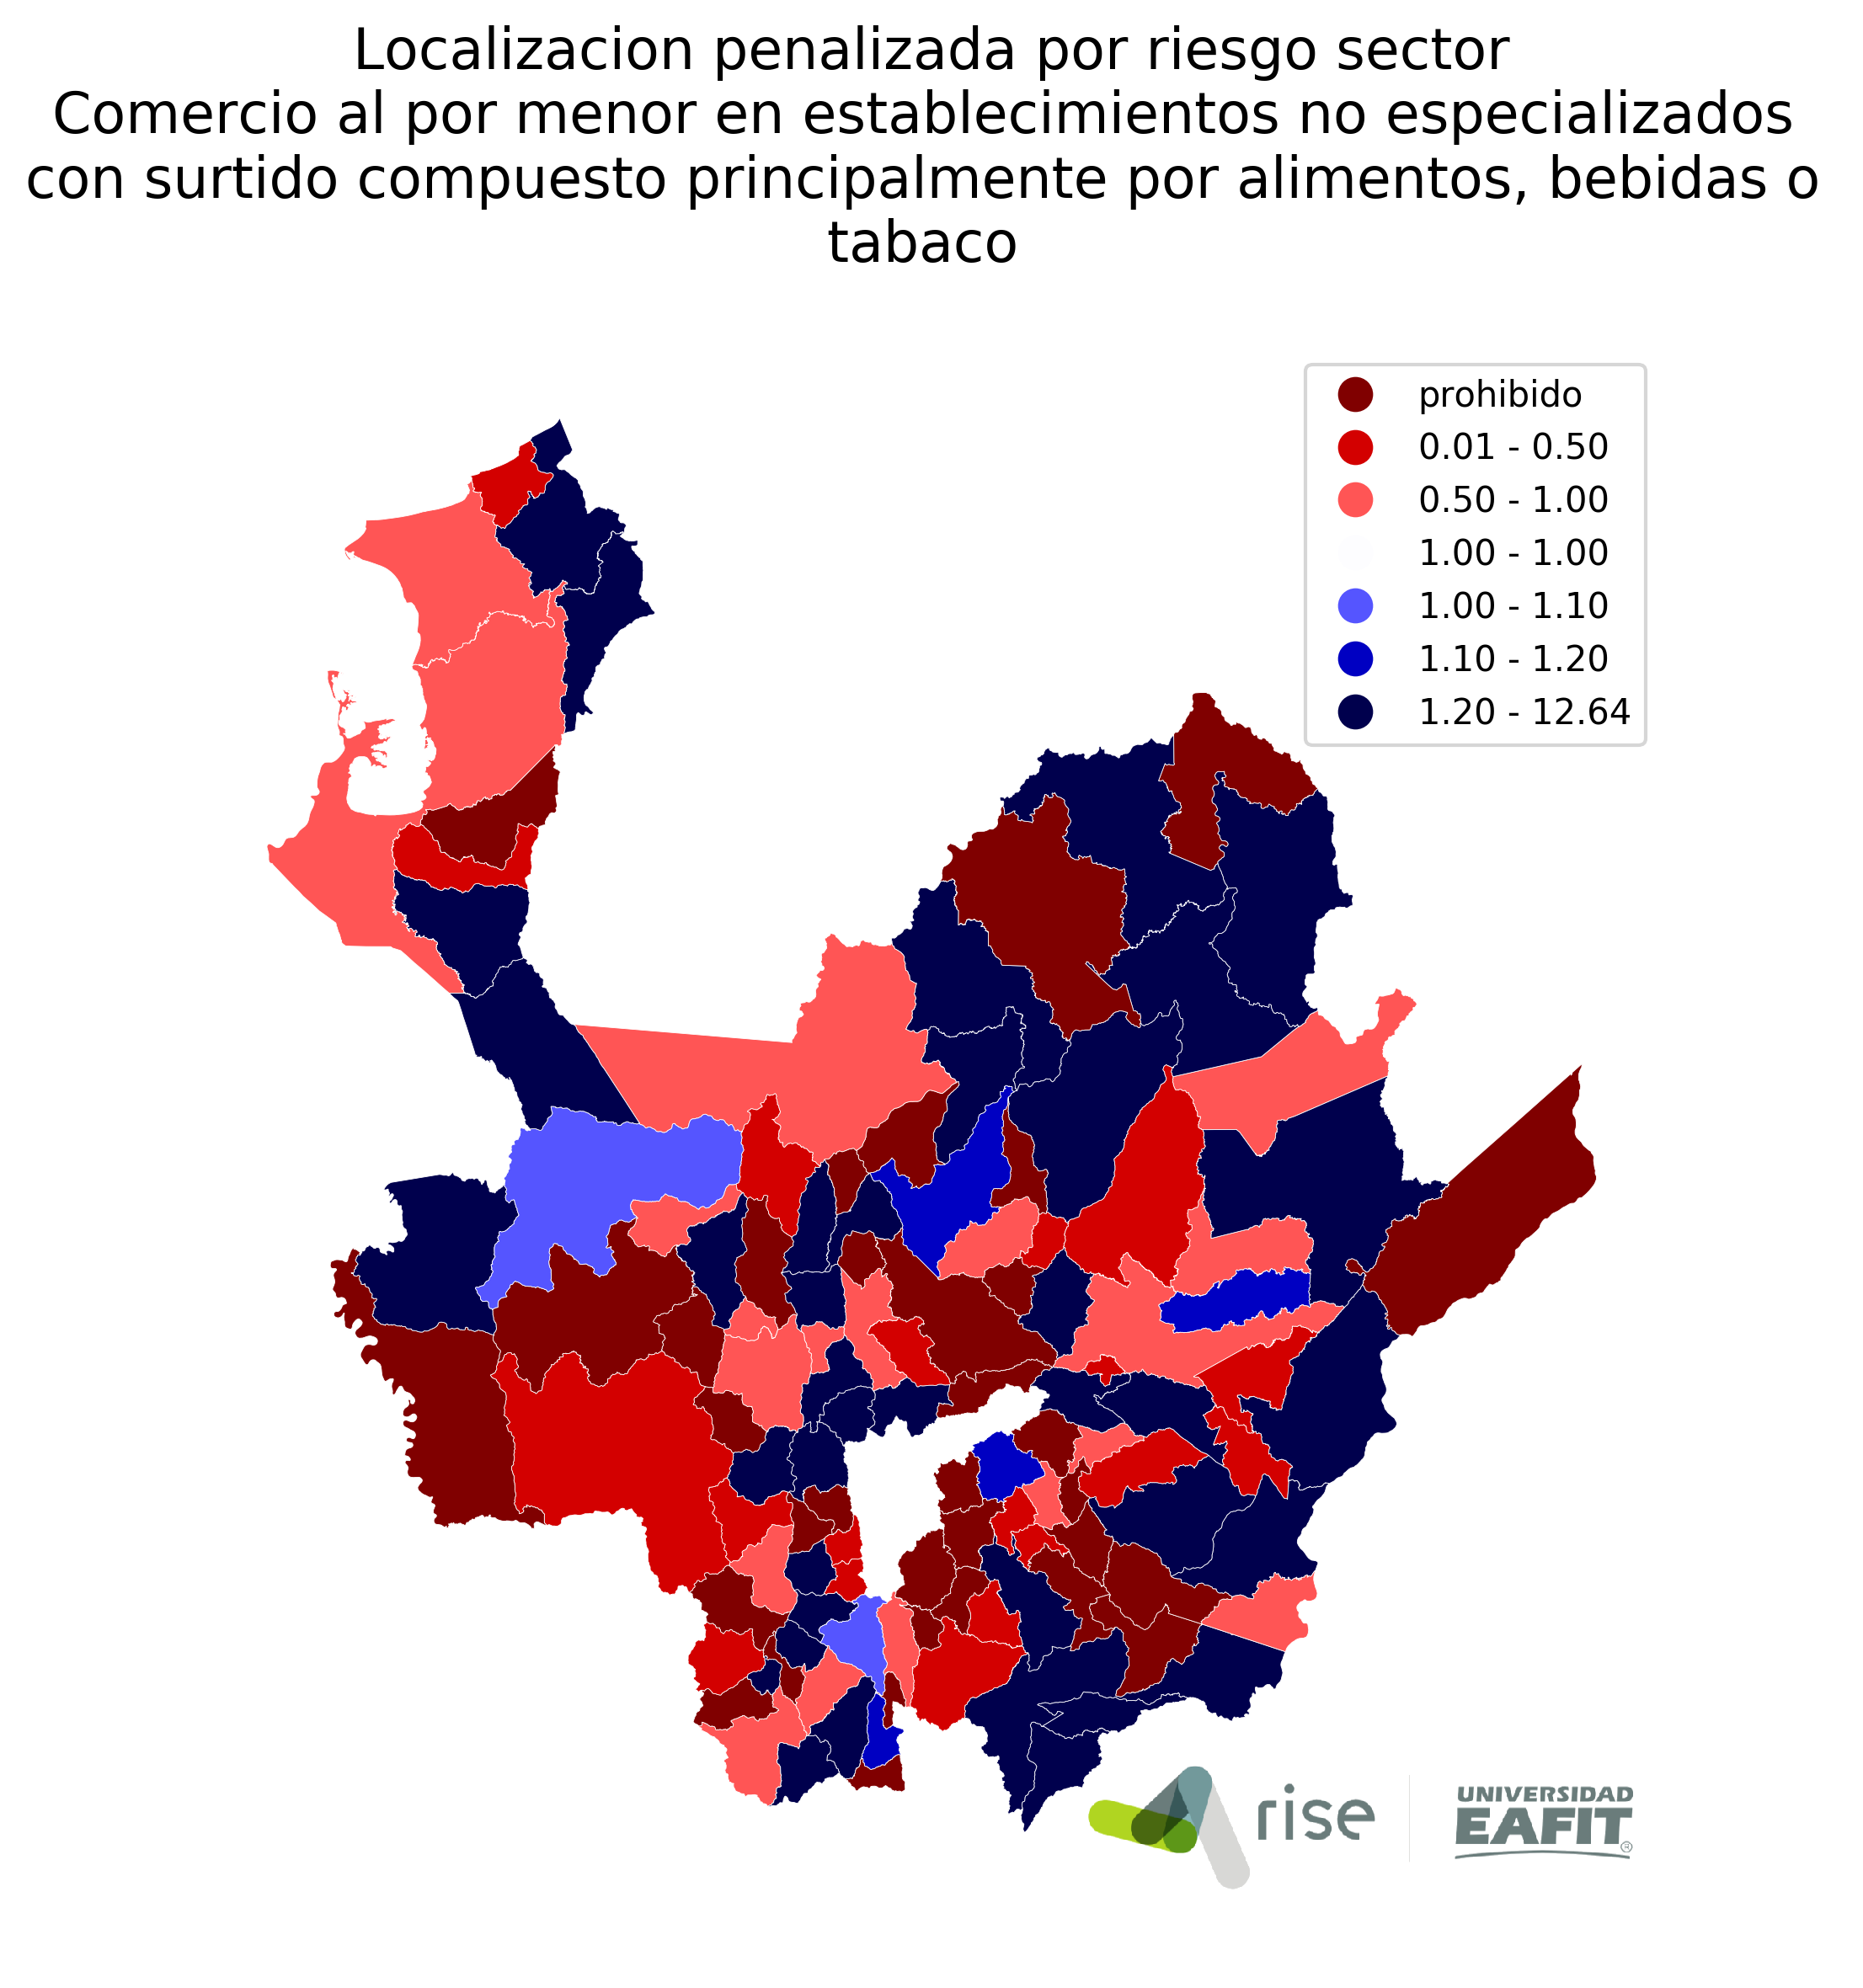 Localizacion penalizada por riesgo sector
Comercio al por menor en establecimientos no especializados
con surtido compuesto principalmente por alimentos, bebidas o
tabaco
prohibido
0.01 - 0.50
0.50 - 1.00
1.00 - 1.00
1.00 - 1.10
1.10 - 1.20
1.20 - 12.64
rise
UNIVERSIDAD
EAFIT®